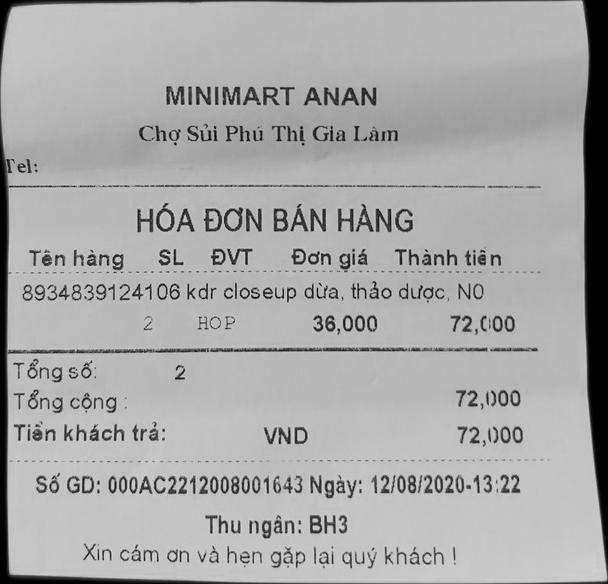 MINIMART ANAN
Chợ Sủi Phú Thị Gia Lâm
Tel:
HÓA ĐƠN BÁN HÀNG
Tên hàng SL ĐVT Đơn giá Thành tiền
8934839124106 kdr closeup dừa, thảo dược, N0
2 HOP 36,000 72,000
Tổng số: 2
Tổng cộng : 72,000
Tiền khách trả: VND 72,000
Số GD: 000AC2212008001643 Ngày: 12/08/2020-13:22
Thu ngân: BH3
Xin cám ơn và hẹn gặp lại quý khách !